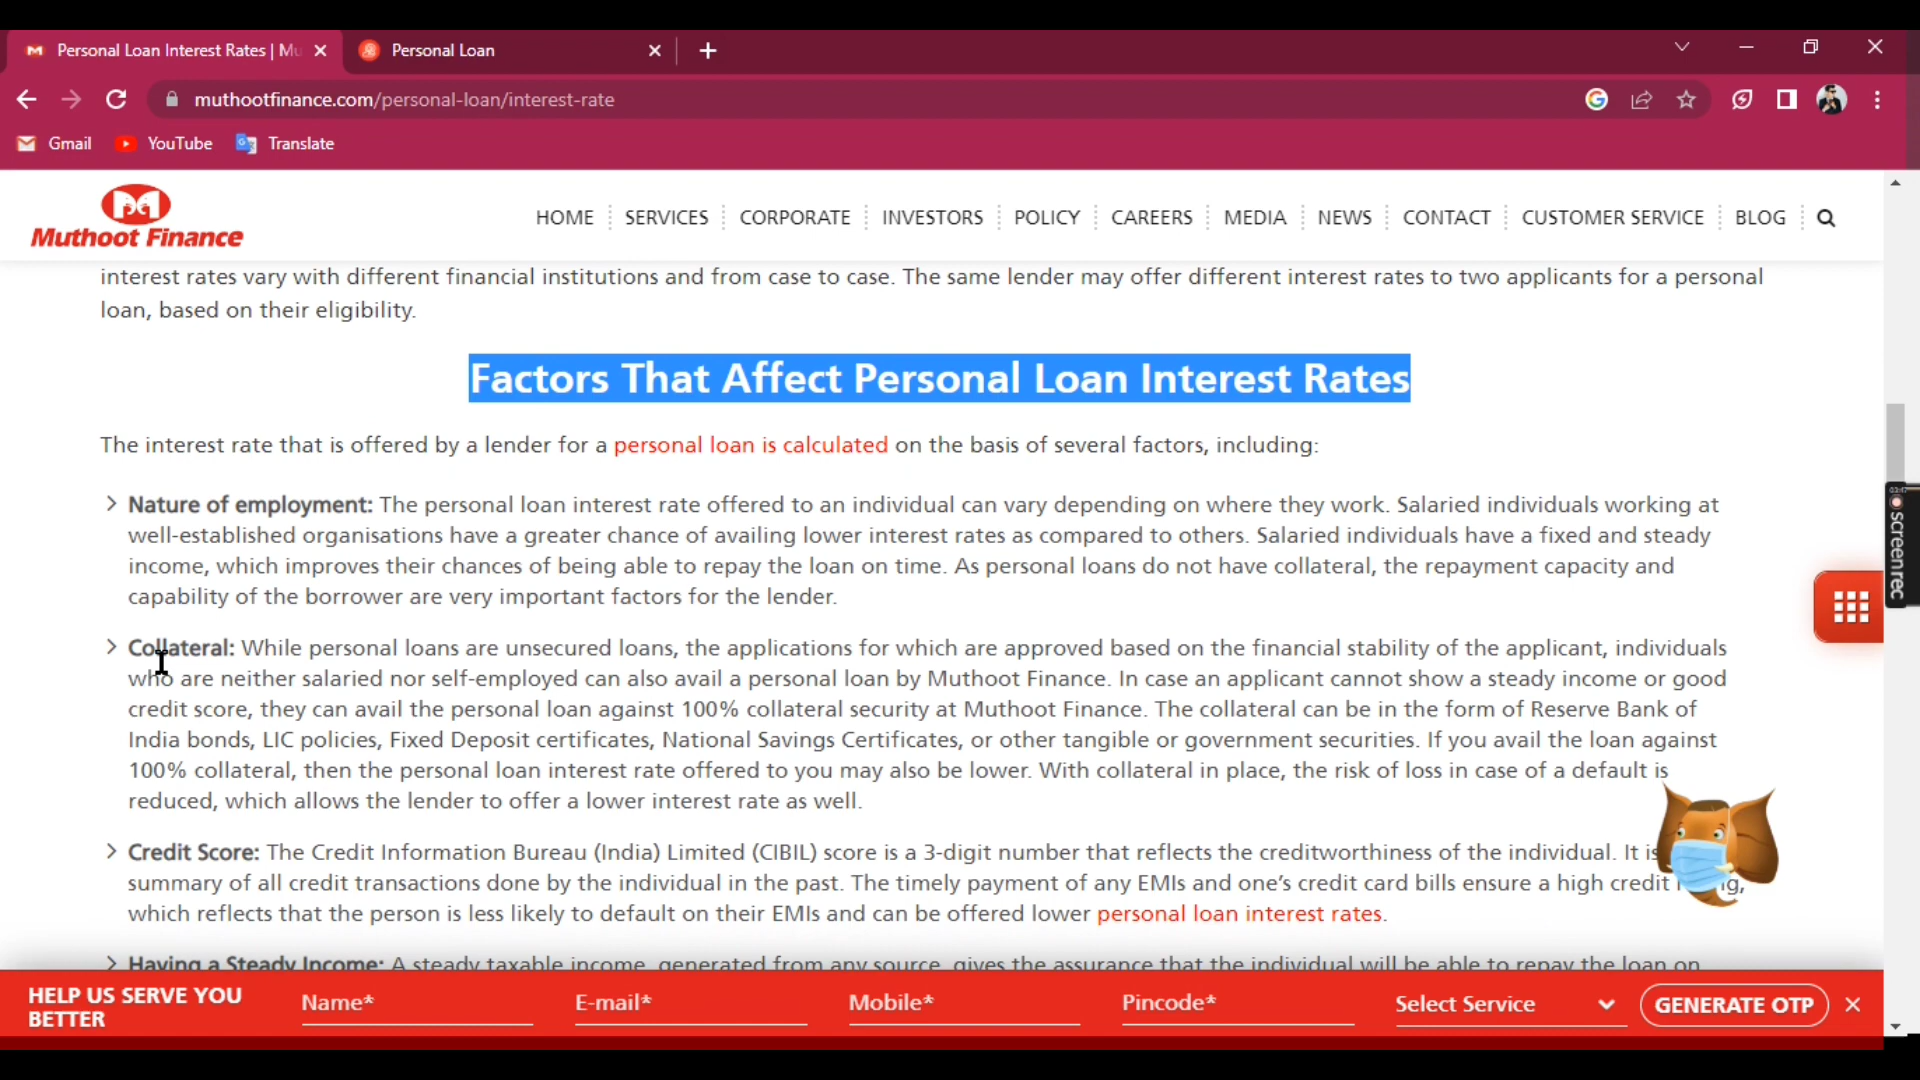 Personal Loan Interest Rates | Mu
Personal Loan
muthootfinance.com/personal-loan/interest-rate
Gmail
YouTube
Translate
Muthoot Finance
HOME
SERVICES
CORPORATE
INVESTORS
POLICY
CAREERS
MEDIA
NEWS
CONTACT
CUSTOMER SERVICE
BLOG
interest rates vary with different financial institutions and from case to case. The same lender may offer different interest rates to two applicants for a personal
loan, based on their eligibility.
Factors That Affect Personal Loan Interest Rates
The interest rate that is offered by a lender for a personal loan is calculated on the basis of several factors, including:
Nature of employment: The personal loan interest rate offered to an individual can vary depending on where they work. Salaried individuals working at
well-established organisations have a greater chance of availing lower interest rates as compared to others. Salaried individuals have a fixed and steady
income, which improves their chances of being able to repay the loan on time. As personal loans do not have collateral, the repayment capacity and
capability of the borrower are very important factors for the lender.
Collateral: While personal loans are unsecured loans, the applications for which are approved based on the financial stability of the applicant, individuals
who are neither salaried nor self-employed can also avail a personal loan by Muthoot Finance. In case an applicant cannot show a steady income or good
credit score, they can avail the personal loan against 100% collateral security at Muthoot Finance. The collateral can be in the form of Reserve Bank of
India bonds, LIC policies, Fixed Deposit certificates, National Savings Certificates, or other tangible or government securities. If you avail the loan against
100% collateral, then the personal loan interest rate offered to you may also be lower. With collateral in place, the risk of loss in case of a default is
reduced, which allows the lender to offer a lower interest rate as well.
Credit Score: The Credit Information Bureau (India) Limited (CIBIL) score is a 3-digit number that reflects the creditworthiness of the individual. It is
summary of all credit transactions done by the individual in the past. The timely payment of any EMIs and one's credit card bills ensure a high credit
which reflects that the person is less likely to default on their EMIs and can be offered lower personal loan interest rates.
Having a Steady Income: A steady taxable income, generated from any source, gives the assurance that the individual will be able to repay the loan on
screenrec
HELP US SERVE YOU
BETTER
Name*
E-mail*
Mobile*
Pincode*
Select Service
GENERATE OTP